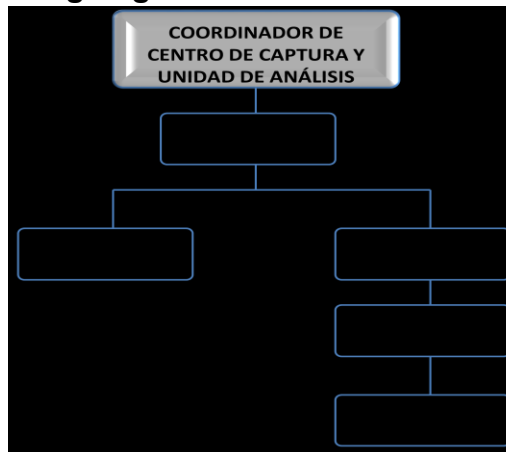 COORDINADOR DE
CENTRO DE CAPTURA Y
UNIDAD DE ANÁLISIS